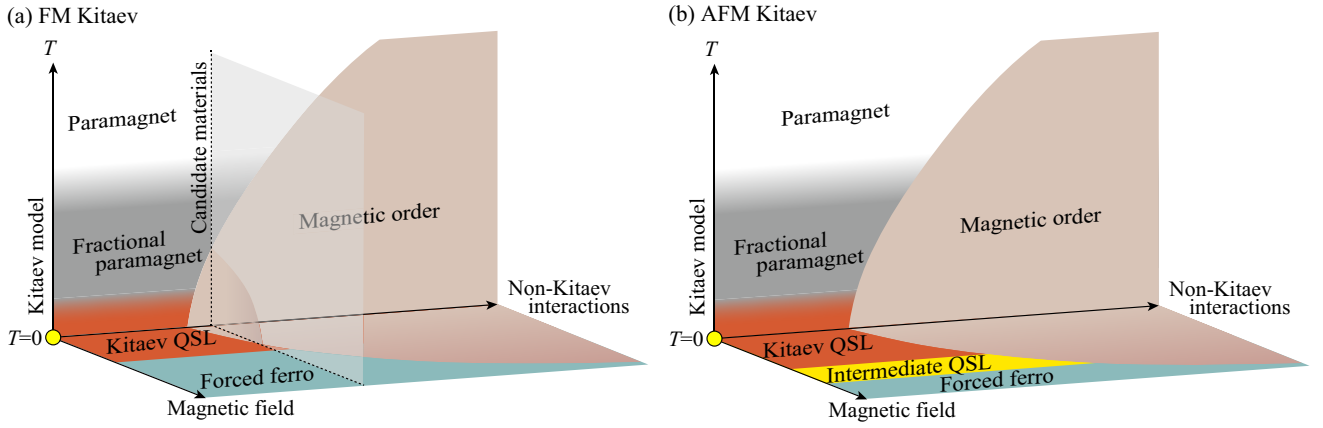 (a) FM Kitaev
T
Paramagnet
Candidate materials
Kitaev model
Fractional
paramagnet
Magnetic order
Non-Kitaev
interactions
T=0
Kitaev QSL
Forced ferro
Magnetic field
(b) AFM Kitaev
T
Paramagnet
Kitaev model
Fractional
paramagnet
Magnetic order
Non-Kitaev
interactions
T=0
Kitaev QSL
Intermediate QSL
Forced ferro
Magnetic field